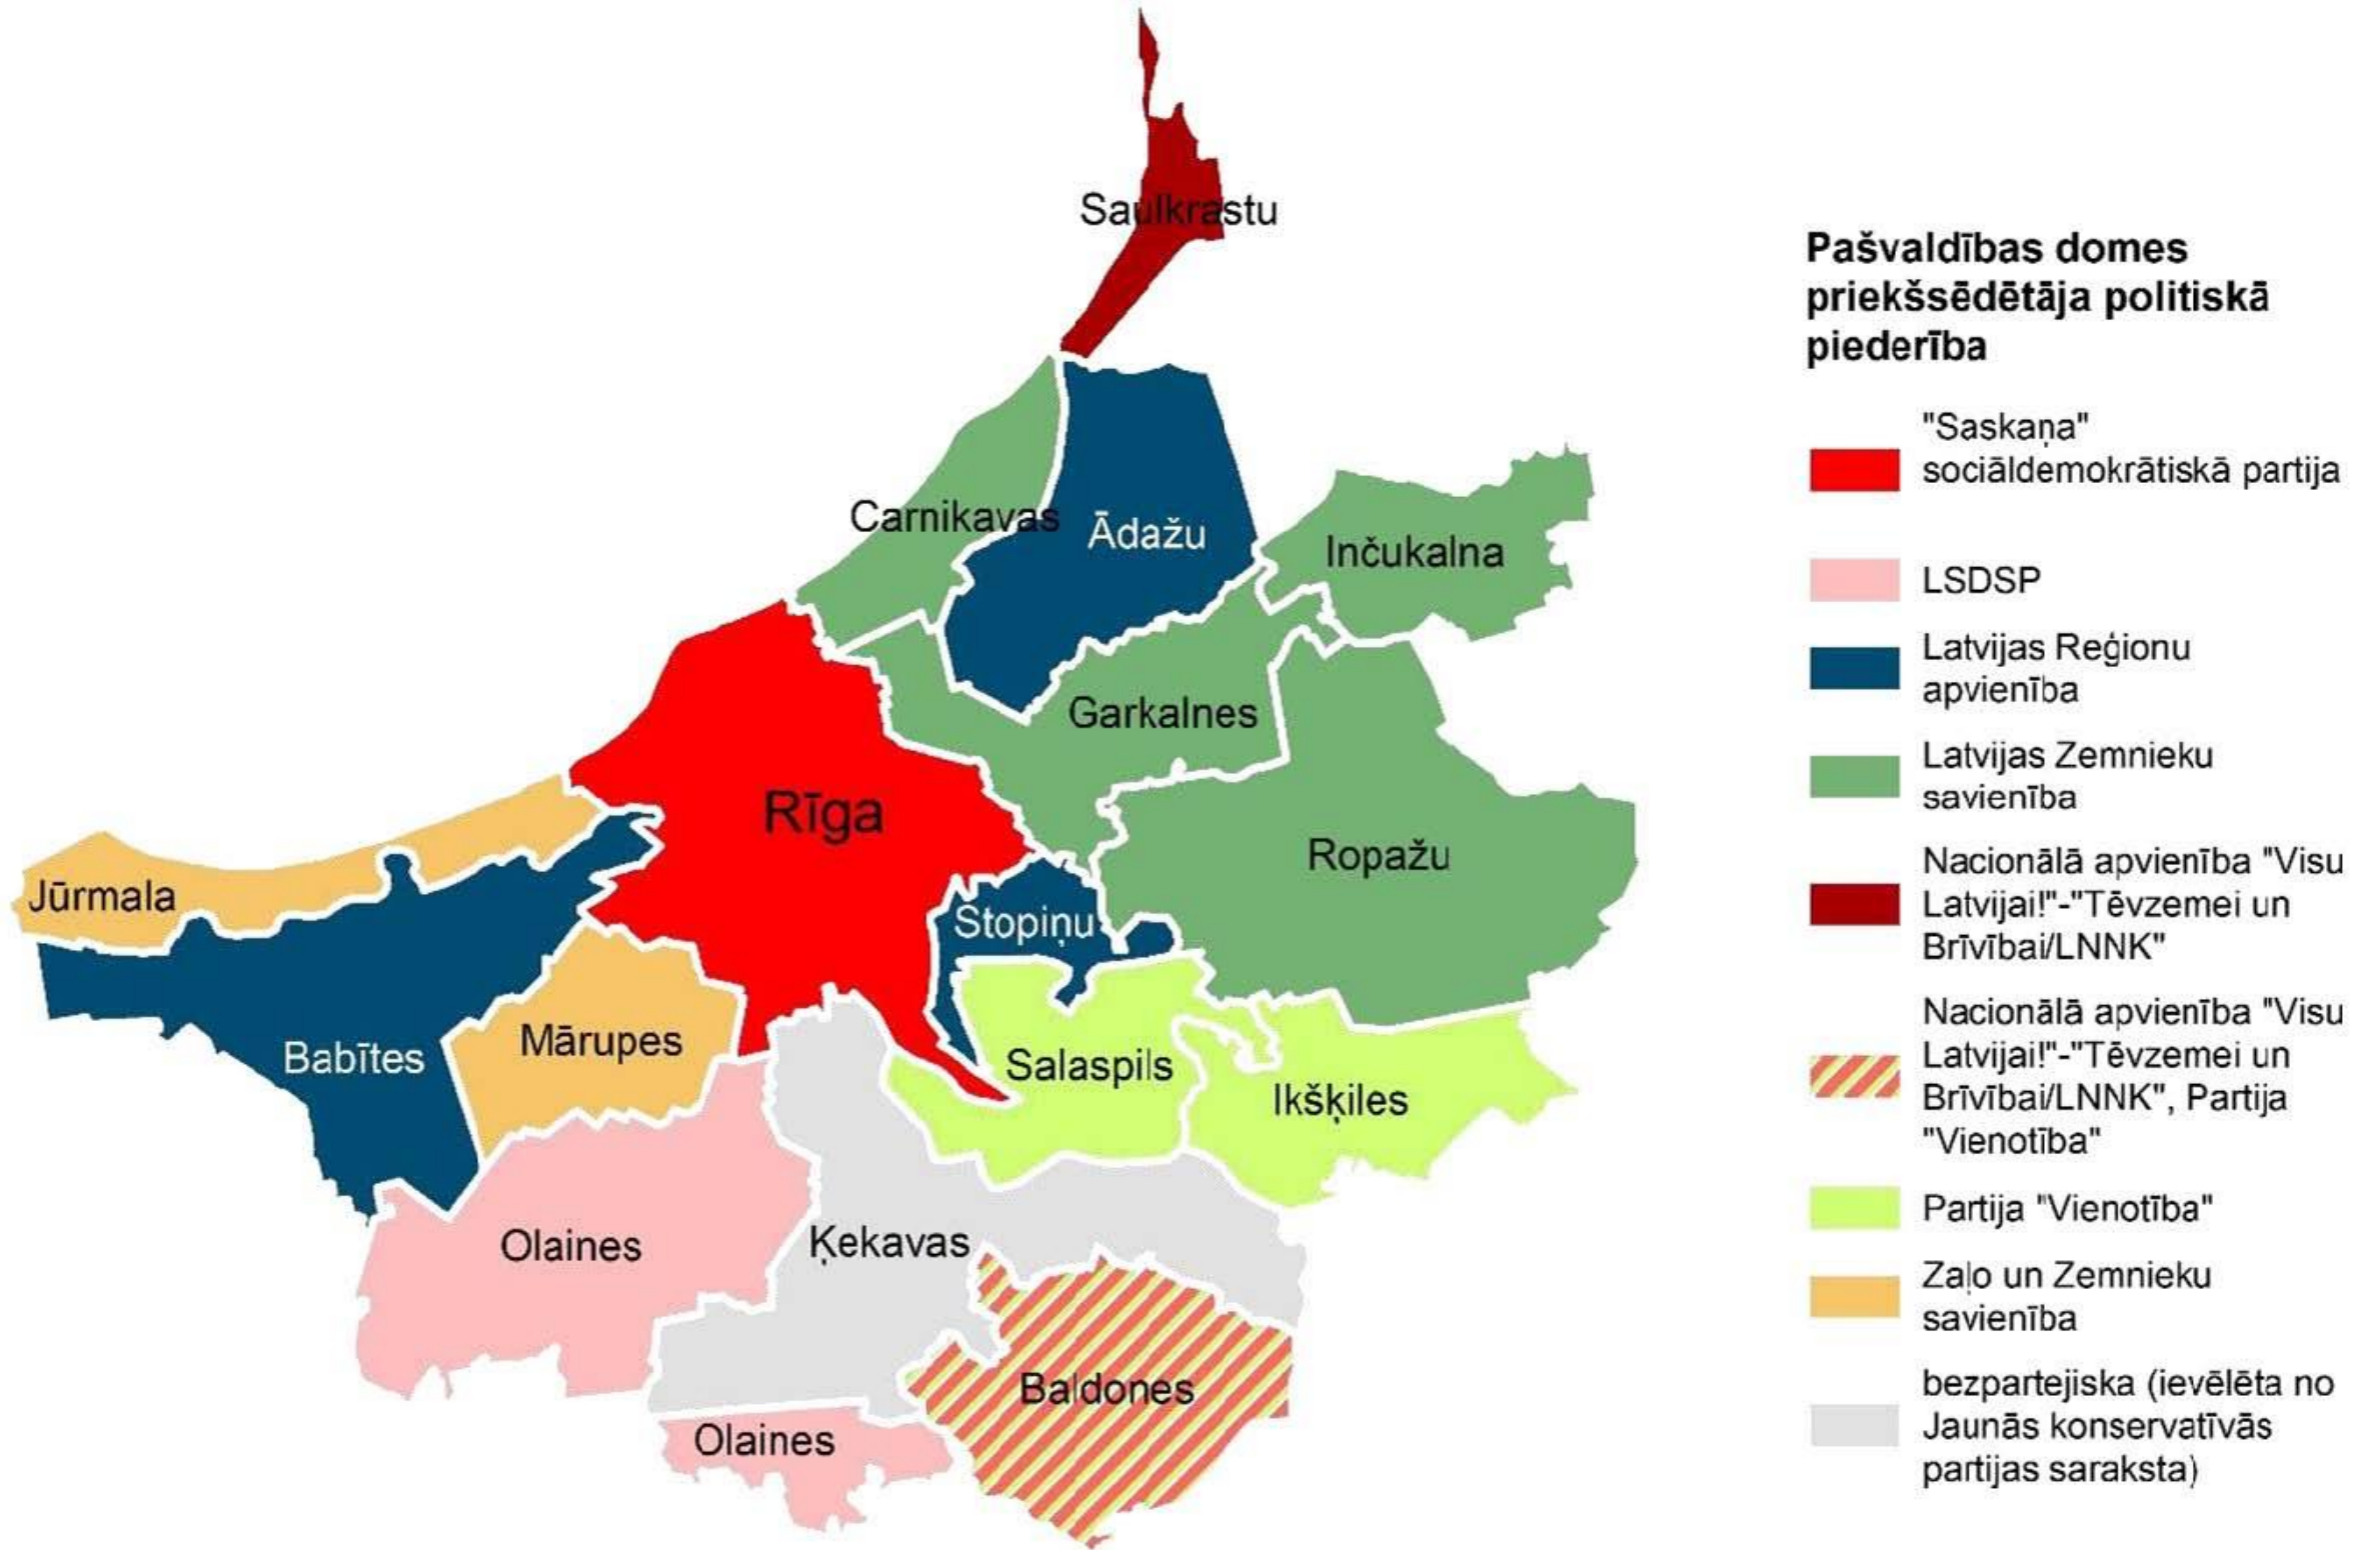 Saulkrastu
Carnikavas
Ādažu
Inčukalna
Garkalnes
Rīga
Ropažu
Jūrmala
Stopiņu
Mārupes
Babītes
Salaspils
Ikšķiles
Olaines
Ķekavas
Baldones
Olaines
Pašvaldības domes
priekšsēdētāja politiskā
piederība
"Saskaņa"
sociāldemokrātiskā partija
LSDSP
Latvijas Reģionu
apvienība
Latvijas Zemnieku
savienība
Nacionālā apvienība "Visu
Latvijai!"-"Tēvzemei un
Brīvībai/LNNK"
Nacionālā apvienība "Visu
Latvijai!"-"Tēvzemei un
Brīvībai/LNNK", Partija
"Vienotība"
Partija "Vienotība"
Zaļo un Zemnieku
savienība
bezpartejiska (ievēlēta no
Jaunās konservatīvās
partijas saraksta)